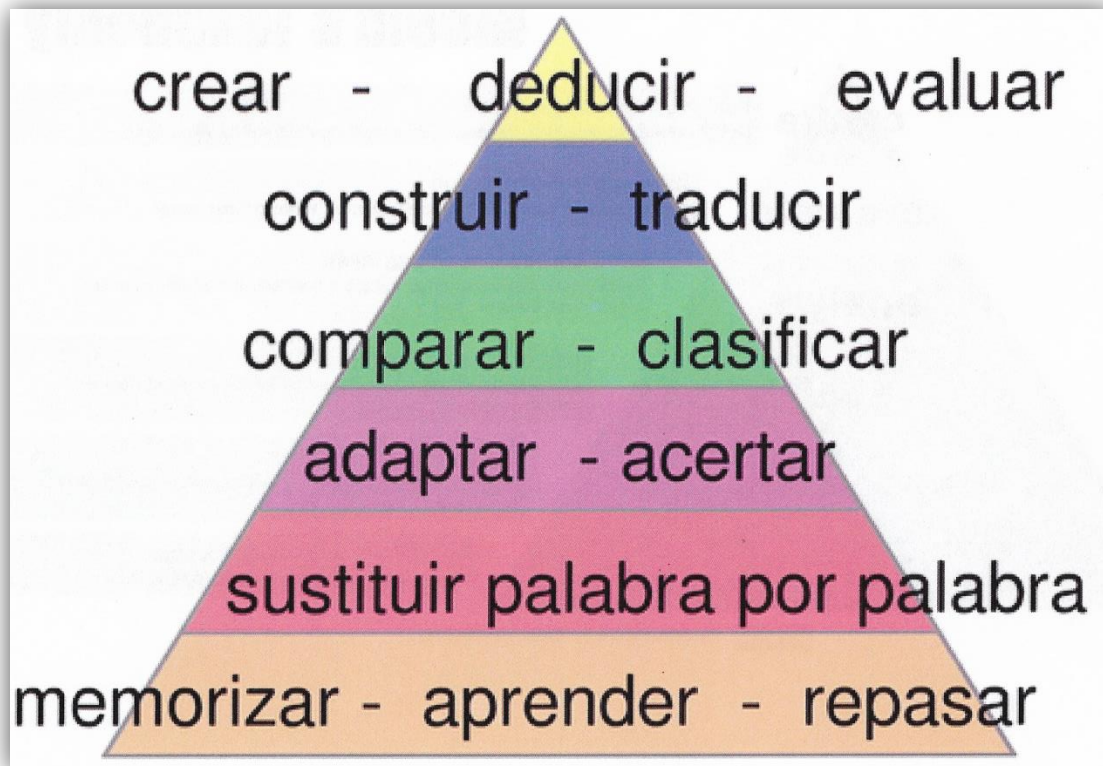 crear - deducir - evaluar
construir - traducir
comparar - clasificar
adaptar - acertar
sustituir palabra por palabra
memorizar - aprender - repasar